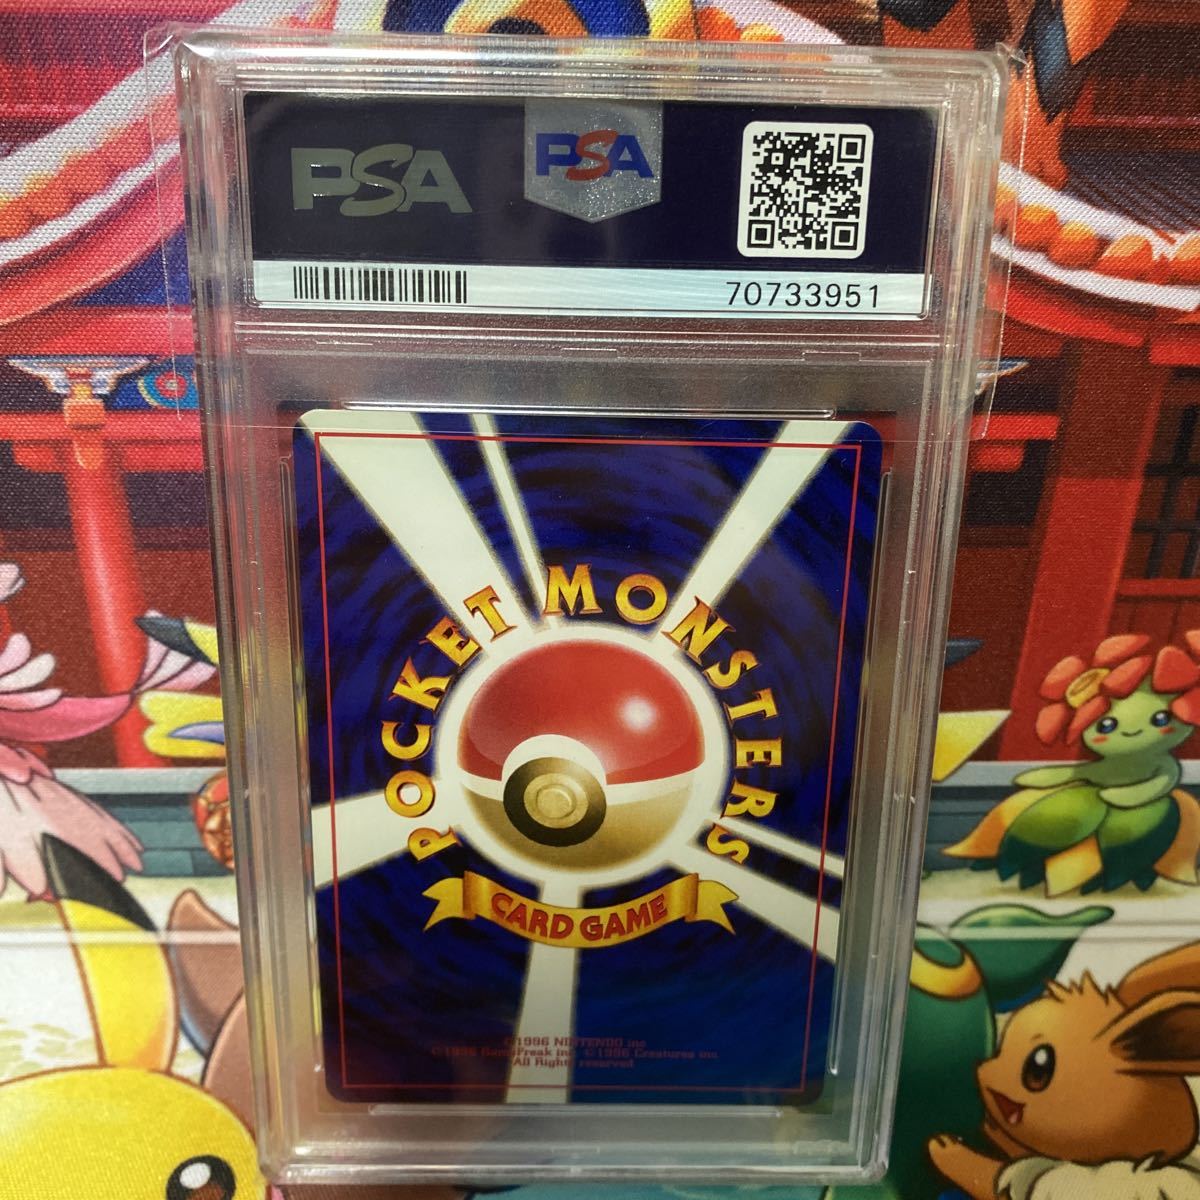 PSA
PSA
70733951
POCKET MONSTERS
CARD GAME
©1996 NINTENDO inc
©1996 GameFreak inc ©1996 Creatures inc
All Rights reserved